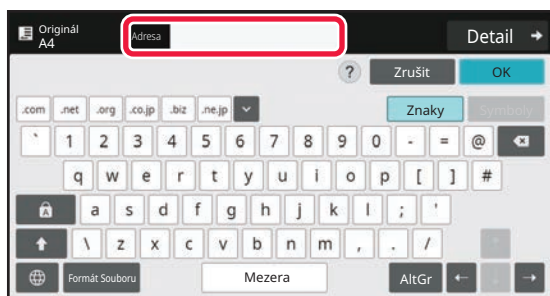 Originál
A4
Adresa
Detail →
? Zrušit OK
.com .net .org .co.jp .biz .ne.jp Znaky Symboly
` 1 2 3 4 5 6 7 8 9 0 - = @
q w e r t y u i o p [ ] #
A a s d f g h j k l ; '
\ z x c v b n m , . /
Formát Souboru Mezera AltGr ← ↓ →